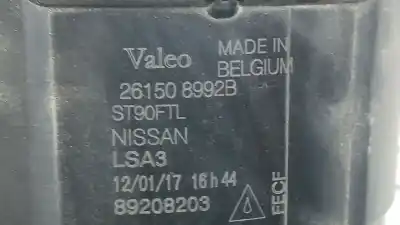 Valeo
MADE IN
BELGIUM
26150 8992B
ST90FTL
NISSAN
LSA3
12/01/17 16h44
89208203
FECF